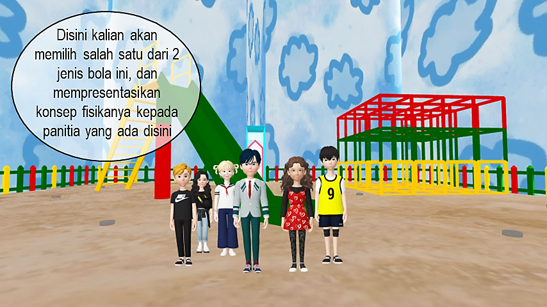 Disini kalian akan
memilih salah satu dari 2
jenis bola ini, dan
mempresentasikan
konsep fisikanya kepada
panitia yang ada disini
9